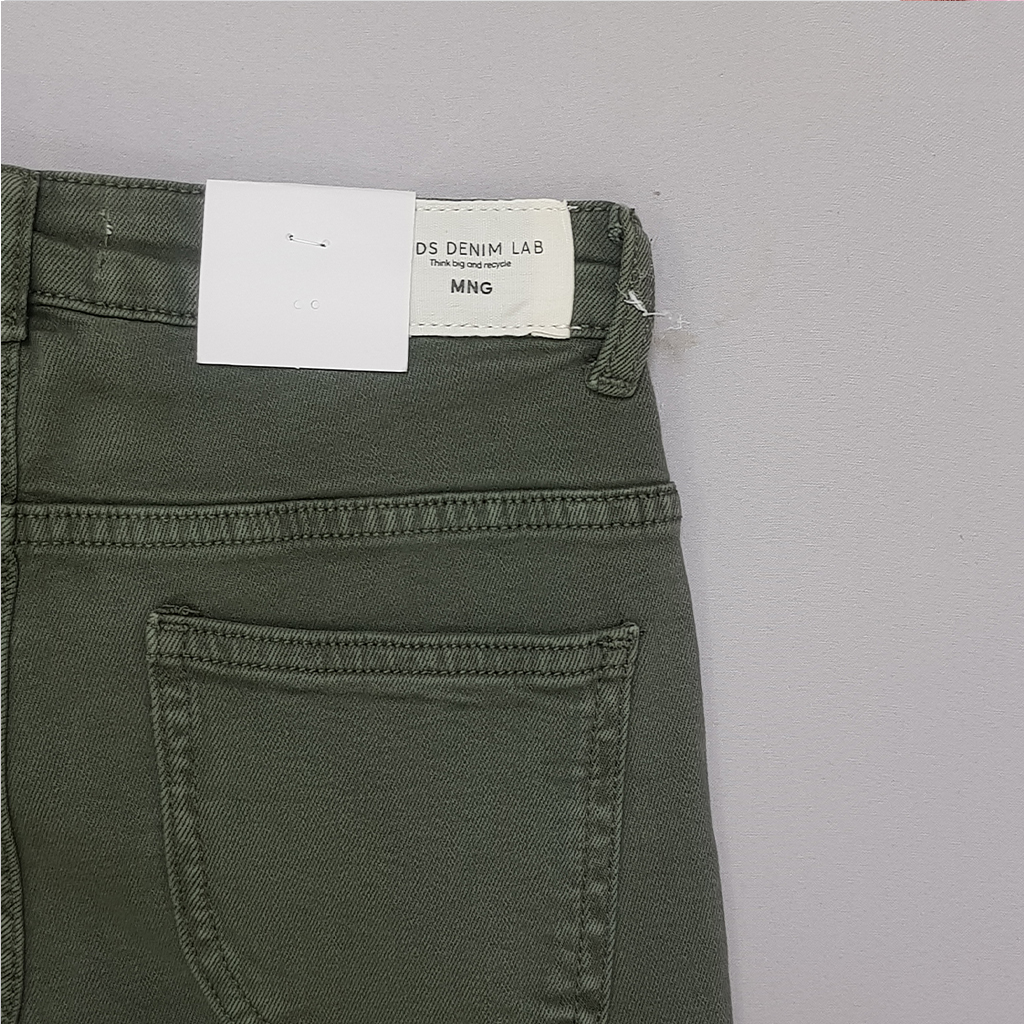 DS DENIM LAB
Think big and recycle
MNG